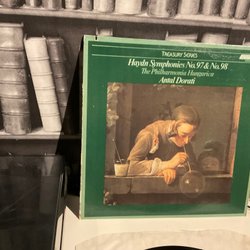 TREASURY SERIES
Haydn Symphonies No.97 & No.98
The Philharmonia Hungarica
Antal Dorati